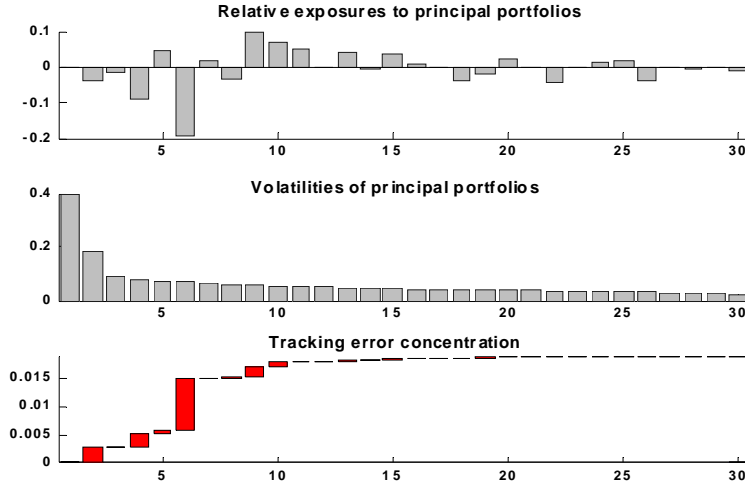 Relative exposures to principal portfolios
0.1
0
-0.1
-0.2
5 10 15 20 25 30
Volatilities of principal portfolios
0.4
0.2
0
5 10 15 20 25 30
Tracking error concentration
0.015
0.01
0.005
0
5 10 15 20 25 30